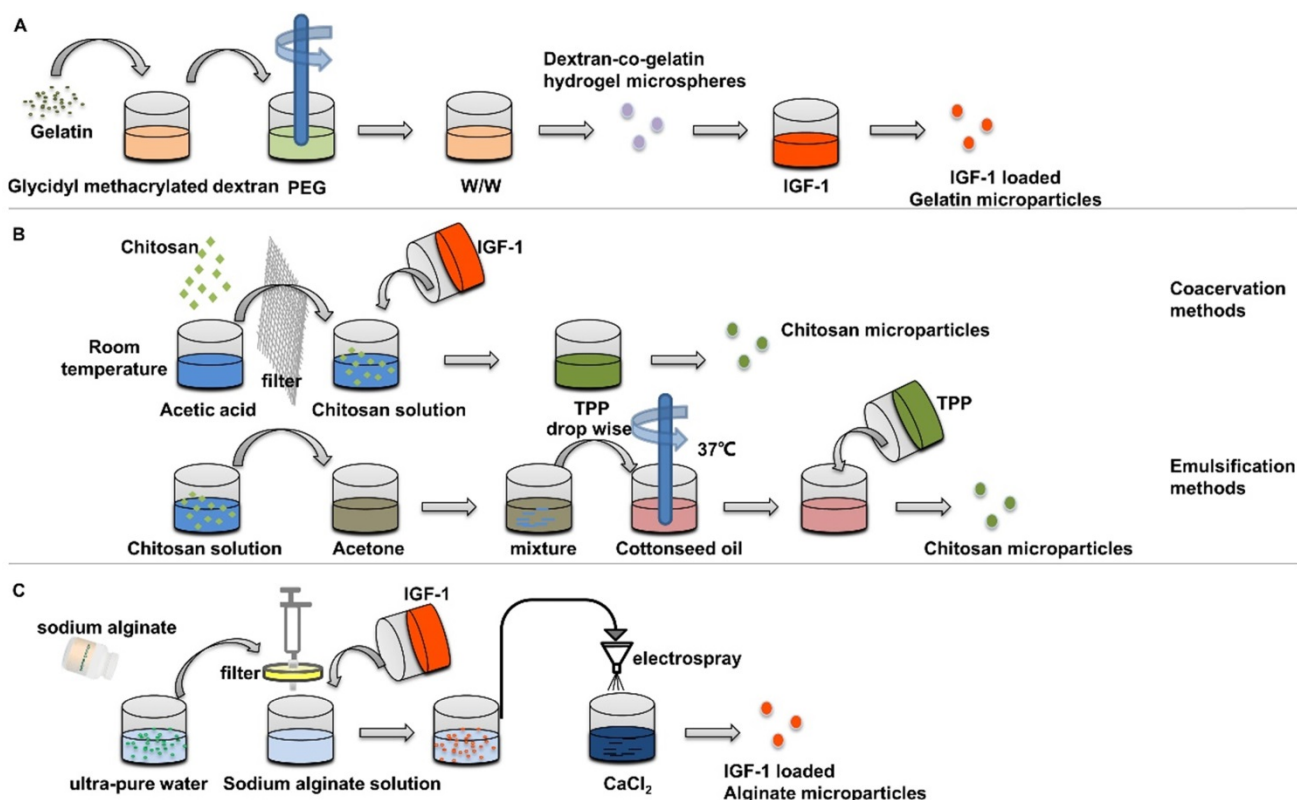 A
Dextran-co-gelatin
hydrogel microspheres
Gelatin
Glycidyl methacrylated dextran
PEG
W/W
IGF-1
IGF-1 loaded
Gelatin microparticles
B
Chitosan
IGF-1
Coacervation
methods
Room
temperature
filter
Chitosan microparticles
Acetic acid
Chitosan solution
TPP
drop wise
37℃
TPP
Emulsification
methods
Chitosan solution
Acetone
mixture
Cottonseed oil
Chitosan microparticles
C
sodium alginate
IGF-1
filter
electrospray
ultra-pure water
Sodium alginate solution
CaCl₂
IGF-1 loaded
Alginate microparticles